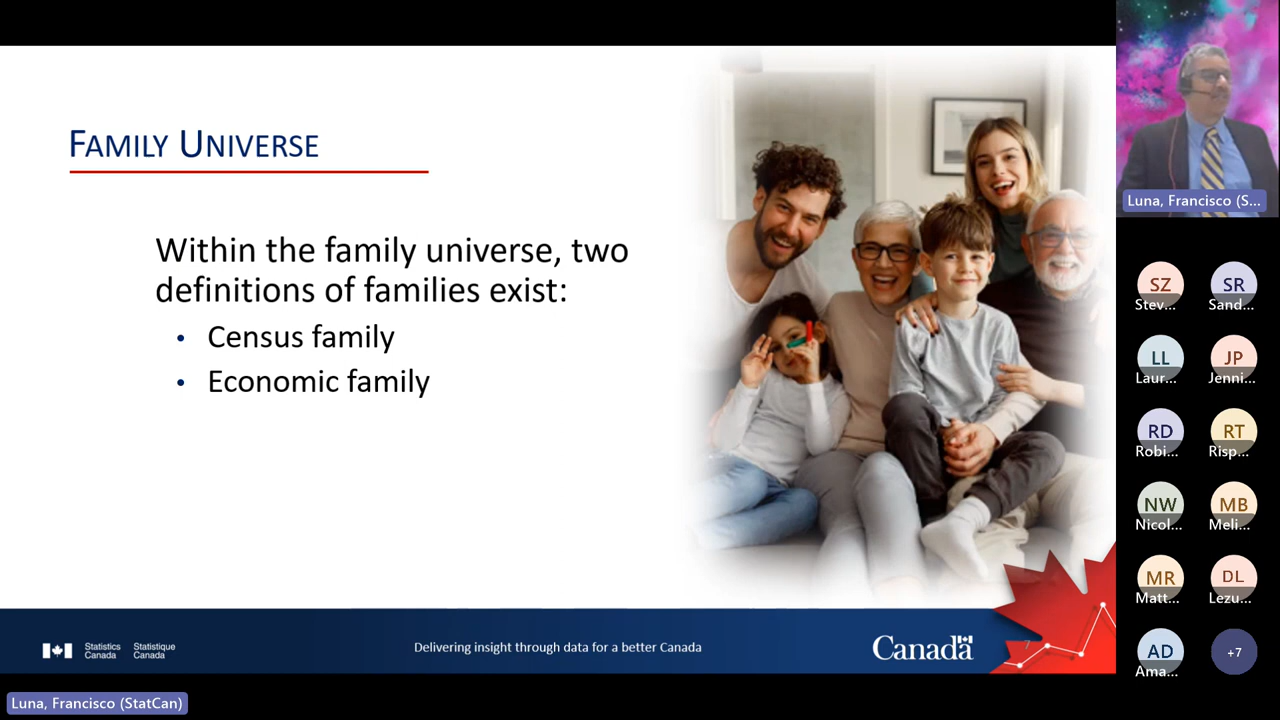 FAMILY UNIVERSE
Within the family universe, two
definitions of families exist:
• Census family
• Economic family
Statistics
Canada
Statistique
Canada
Delivering insight through data for a better Canada
Canada
7
Luna, Francisco (StatCan)
Luna, Francisco (S...
SZ
Stev...
SR
Sand...
LL
Laur...
JP
Jenni...
RD
Robi...
RT
Risp...
NW
Nicol...
MB
Meli...
MR
Matt...
DL
Lezu...
AD
Ama...
+7